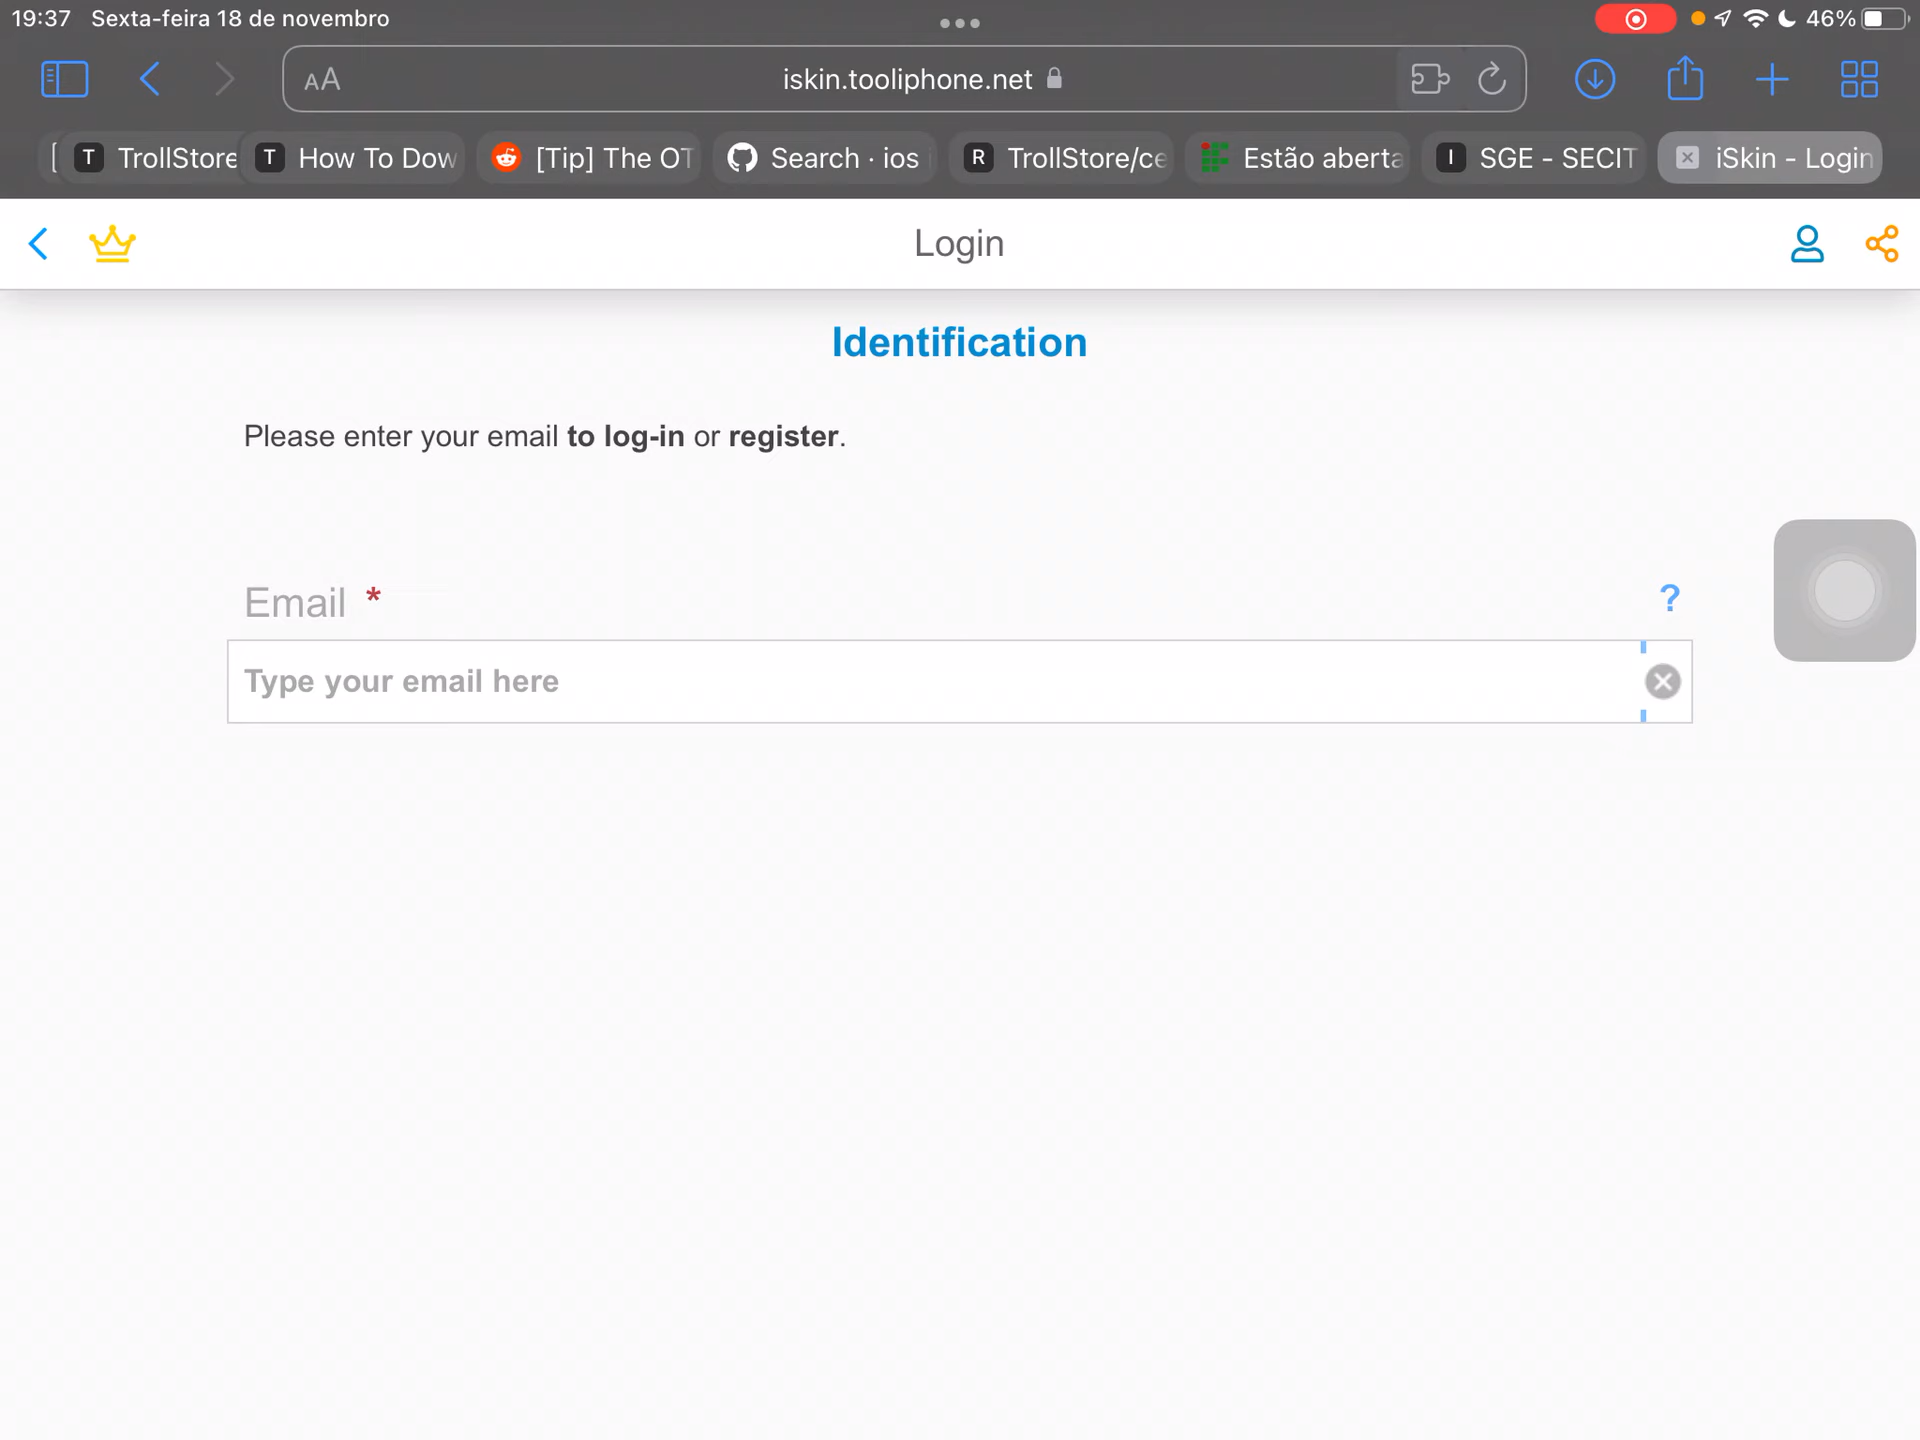 19:37 Sexta-feira 18 de novembro
46%
AA
iskin.tooliphone.net
T TrollStore
T How To Dow
[Tip] The OT
Search · ios
R TrollStore/ce
Estão aberta
I SGE - SECIT
iSkin - Login
Login
Identification
Please enter your email to log-in or register.
Email *
?
Type your email here